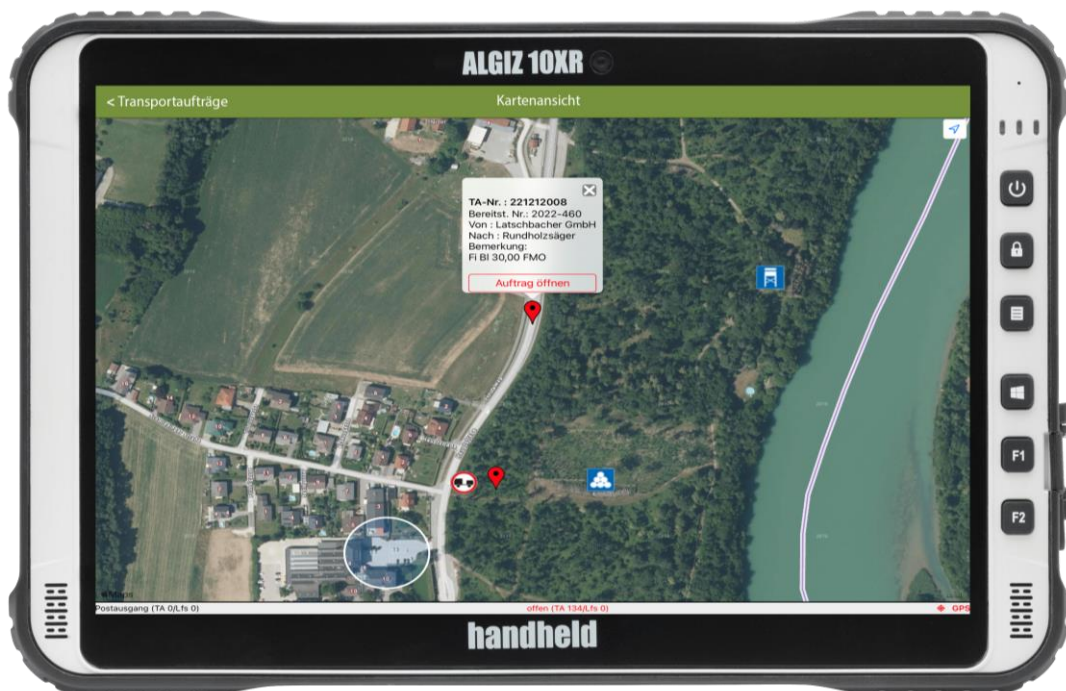 ALGIZ 10XR
< Transportaufträge
Kartenansicht
TA-Nr. : 221212008
Bereitst. Nr.: 2022-460
Von : Latschbacher GmbH
Nach : Rundholzsäger
Bemerkung:
Fi Bl 30,00 FMO
Auftrag öffnen
F1
F2
Postausgang (TA 0/Lfs 0)
offen (TA 134/Lfs 0)
GPS
handheld